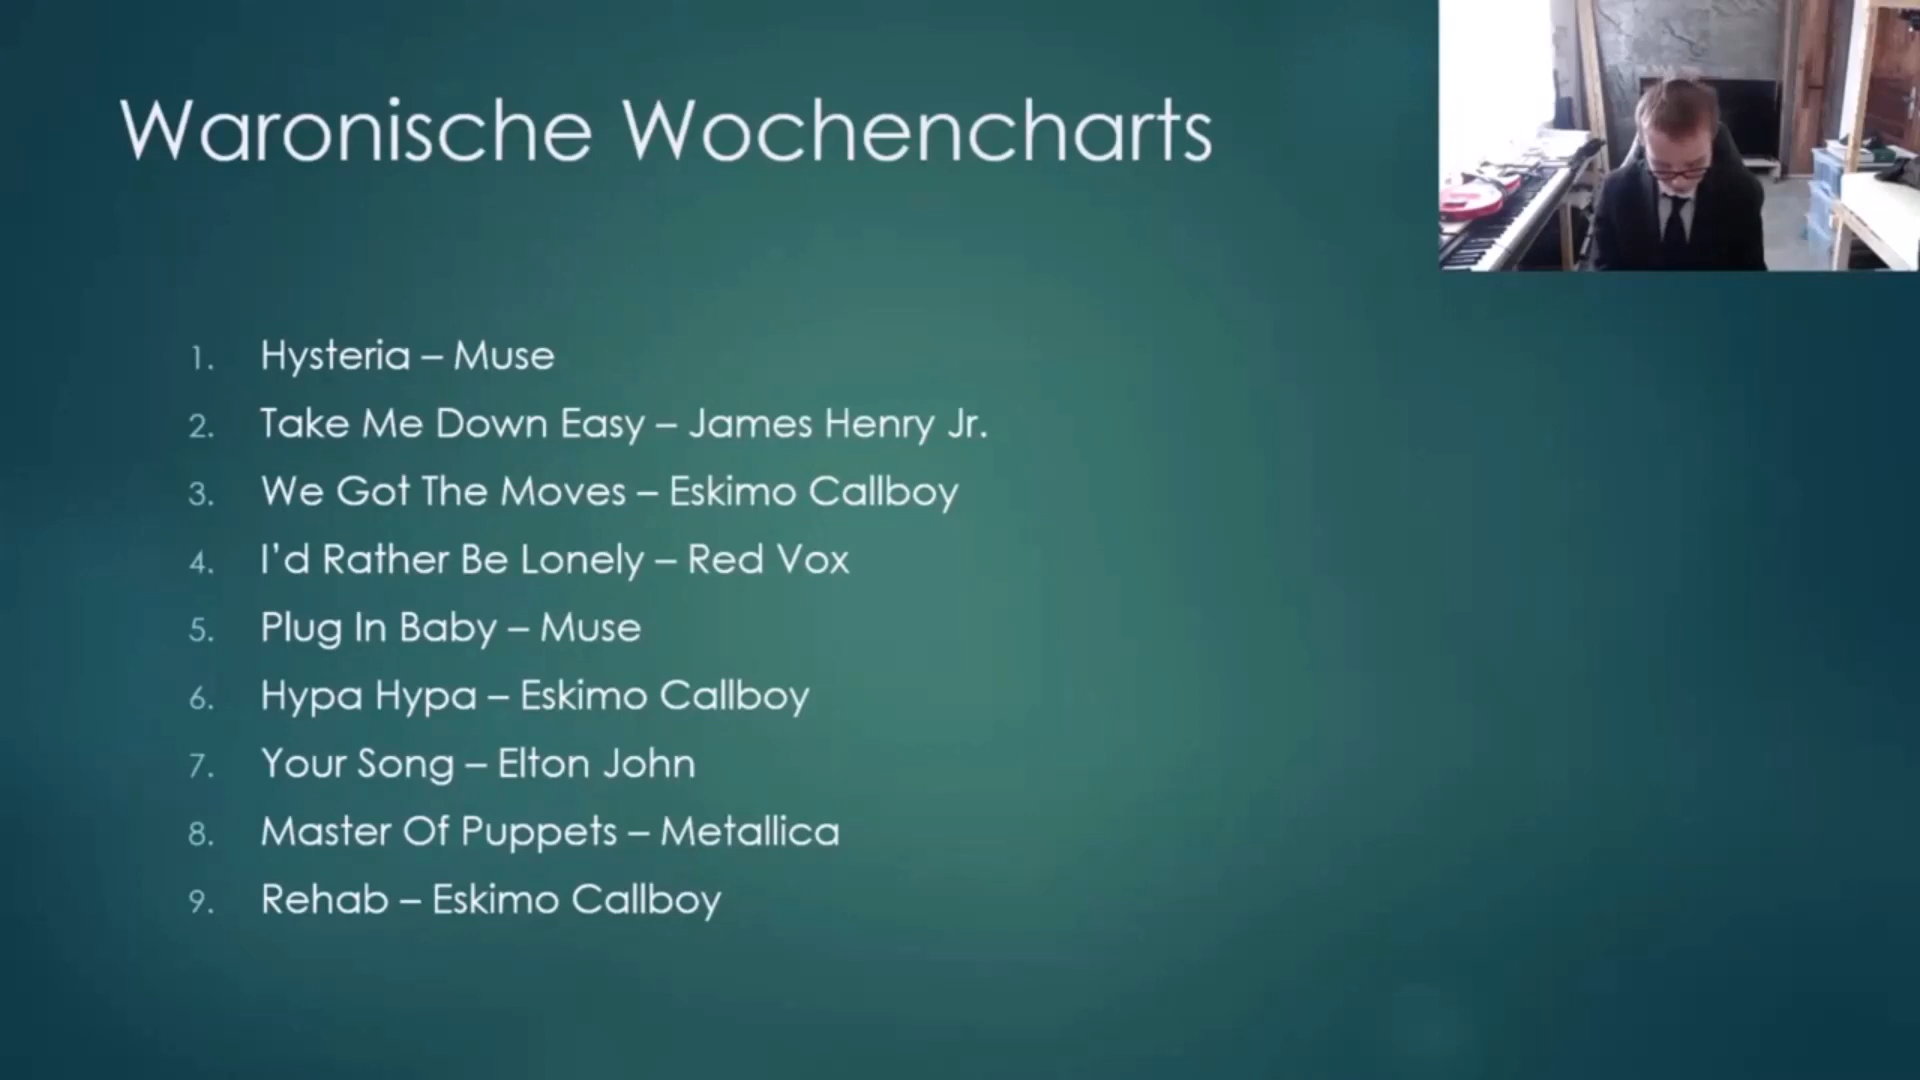 Waronische Wochencharts
1. Hysteria – Muse
2. Take Me Down Easy – James Henry Jr.
3. We Got The Moves – Eskimo Callboy
4. I’d Rather Be Lonely – Red Vox
5. Plug In Baby – Muse
6. Hypa Hypa – Eskimo Callboy
7. Your Song – Elton John
8. Master Of Puppets – Metallica
9. Rehab – Eskimo Callboy